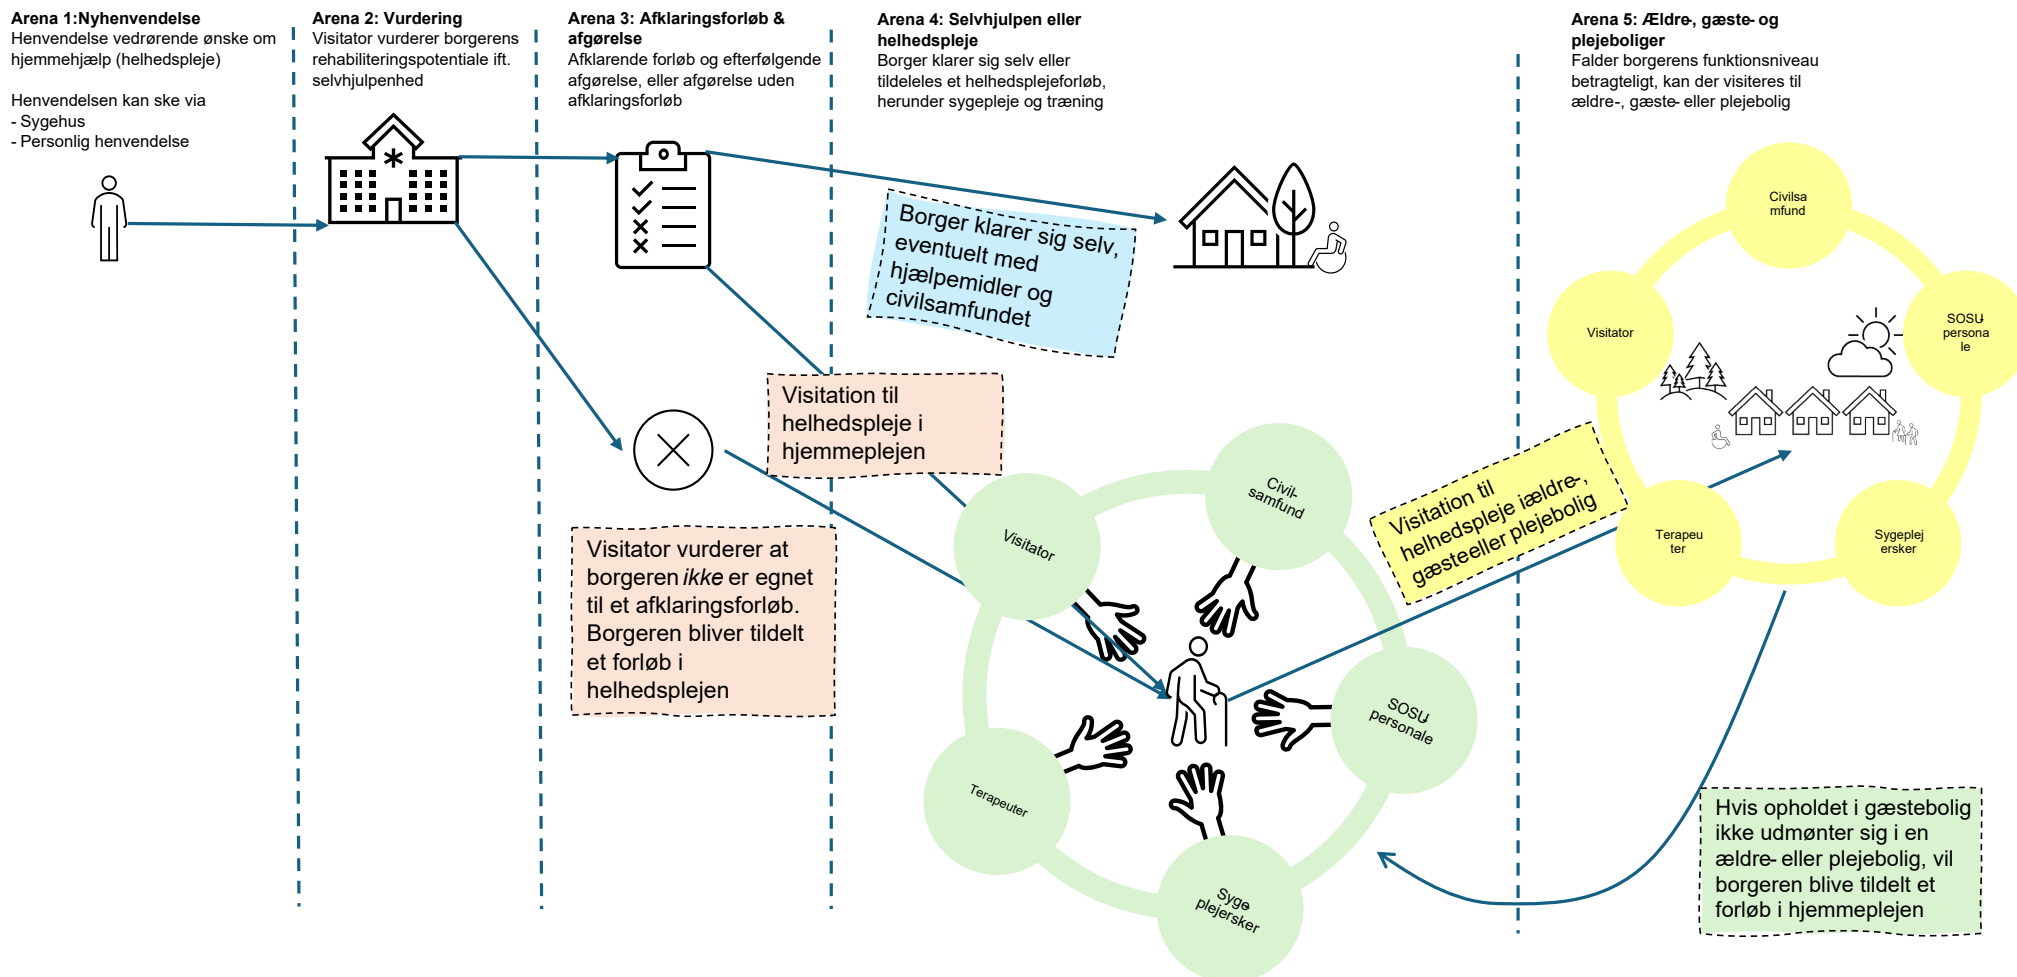 Arena 1:Nyhenvendelse
Henvendelse vedrørende ønske om
hjemmehjælp (helhedspleje)
Henvendelsen kan ske via
- Sygehus
- Personlig henvendelse
Arena 2: Vurdering
Visitator vurderer borgerens
rehabiliteringspotentiale ift.
selvhjulpenhed
Arena 3: Afklaringsforløb &
afgørelse
Afklarende forløb og efterfølgende
afgørelse, eller afgørelse uden
afklaringsforløb
Arena 4: Selvhjulpen eller
helhedspleje
Borger klarer sig selv eller
tildeleles et helhedsplejeforløb,
herunder sygepleje og træning
Arena 5: Ældre-, gæste- og
plejeboliger
Falder borgerens funktionsniveau
betragteligt, kan der visiteres til
ældre-, gæste- eller plejebolig
Borger klarer sig selv,
eventuelt med
hjælpemidler og
civilsamfundet
Visitation til
helhedspleje i
hjemmeplejen
Visitator vurderer at
borgeren ikke er egnet
til et afklaringsforløb.
Borgeren bliver tildelt
et forløb i
helhedsplejen
Visitator
Civil-
samfund
SOSU-
personale
Syge-
plejersker
Terapeuter
Visitation til
helhedspleje iældre-,
gæsteeller plejebolig
Civilsa
mfund
Visitator
SOSU-
persona
le
Terapeu
ter
Sygeplej
ersker
Hvis opholdet i gæstebolig
ikke udmønter sig i en
ældre- eller plejebolig, vil
borgeren blive tildelt et
forløb i hjemmeplejen